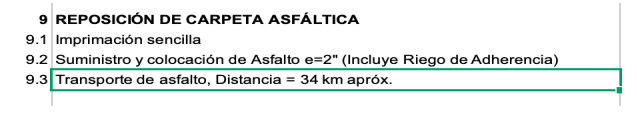 9 REPOSICIÓN DE CARPETA ASFÁLTICA
9.1 Imprimación sencilla
9.2 Suministro y colocación de Asfalto e=2" (Incluye Riego de Adherencia)
9.3 Transporte de asfalto, Distancia = 34 km apróx.